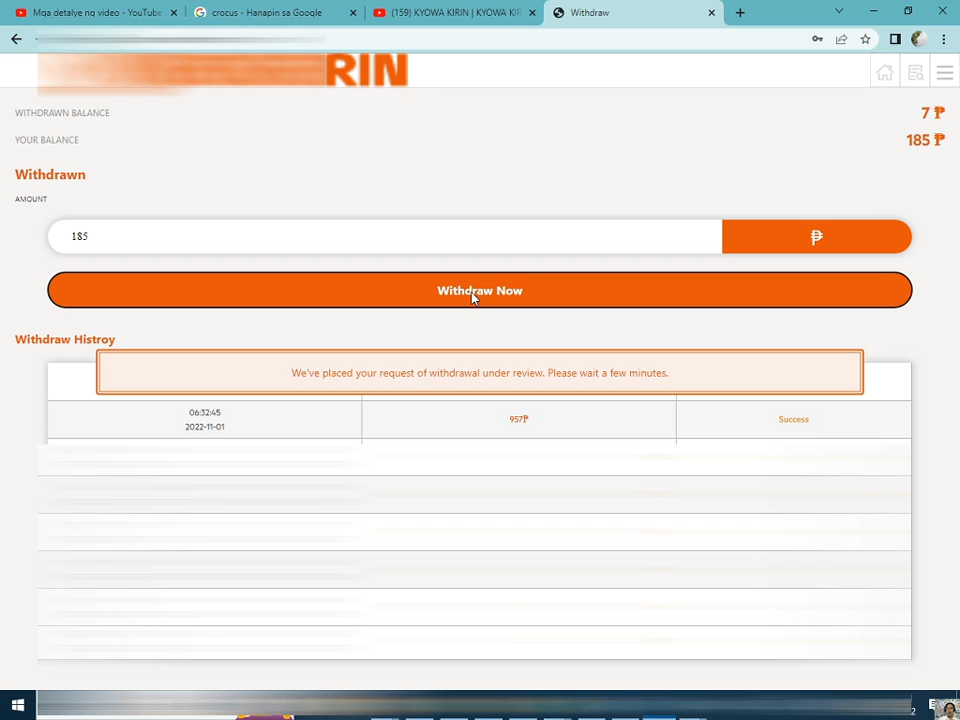 Mga detalye ng video - YouTube
crocus - Hanapin sa Google
(159) KYOWA KIRIN | KYOWA KIR
Withdraw
RIN
WITHDRAWN BALANCE
7 ₱
YOUR BALANCE
185 ₱
Withdrawn
AMOUNT
185
₱
Withdraw Now
Withdraw Histroy
We've placed your request of withdrawal under review. Please wait a few minutes.
06:32:45
2022-11-01
957₱
Success